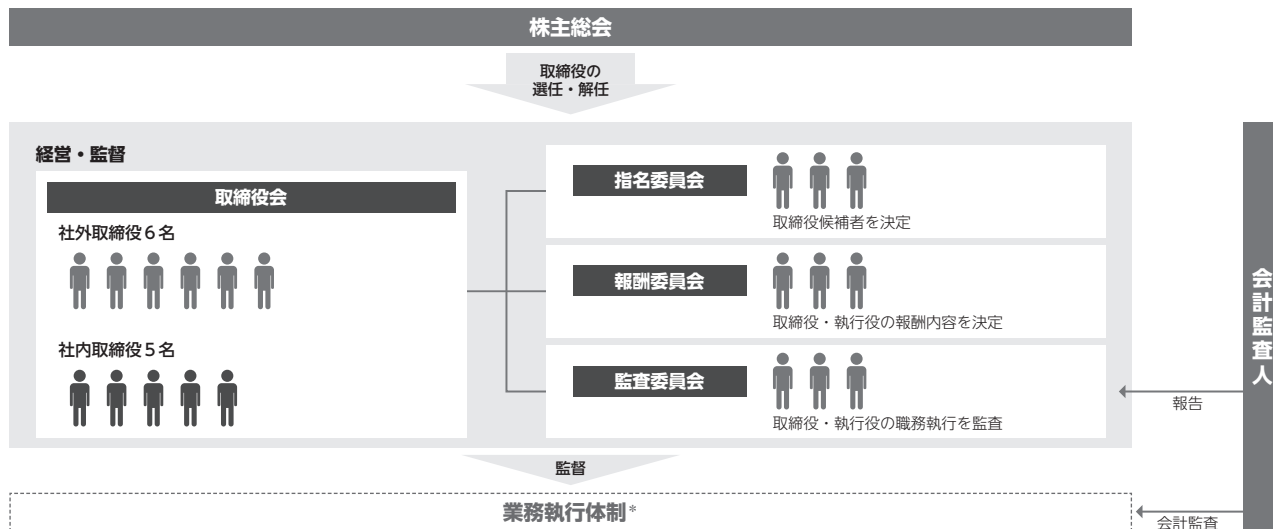 株主総会
取締役の
選任・解任
経営・監督
取締役会
社外取締役6名
社内取締役5名
指名委員会
取締役候補者を決定
報酬委員会
取締役・執行役の報酬内容を決定
監査委員会
取締役・執行役の職務執行を監査
会計監査人
報告
監督
業務執行体制*
会計監査